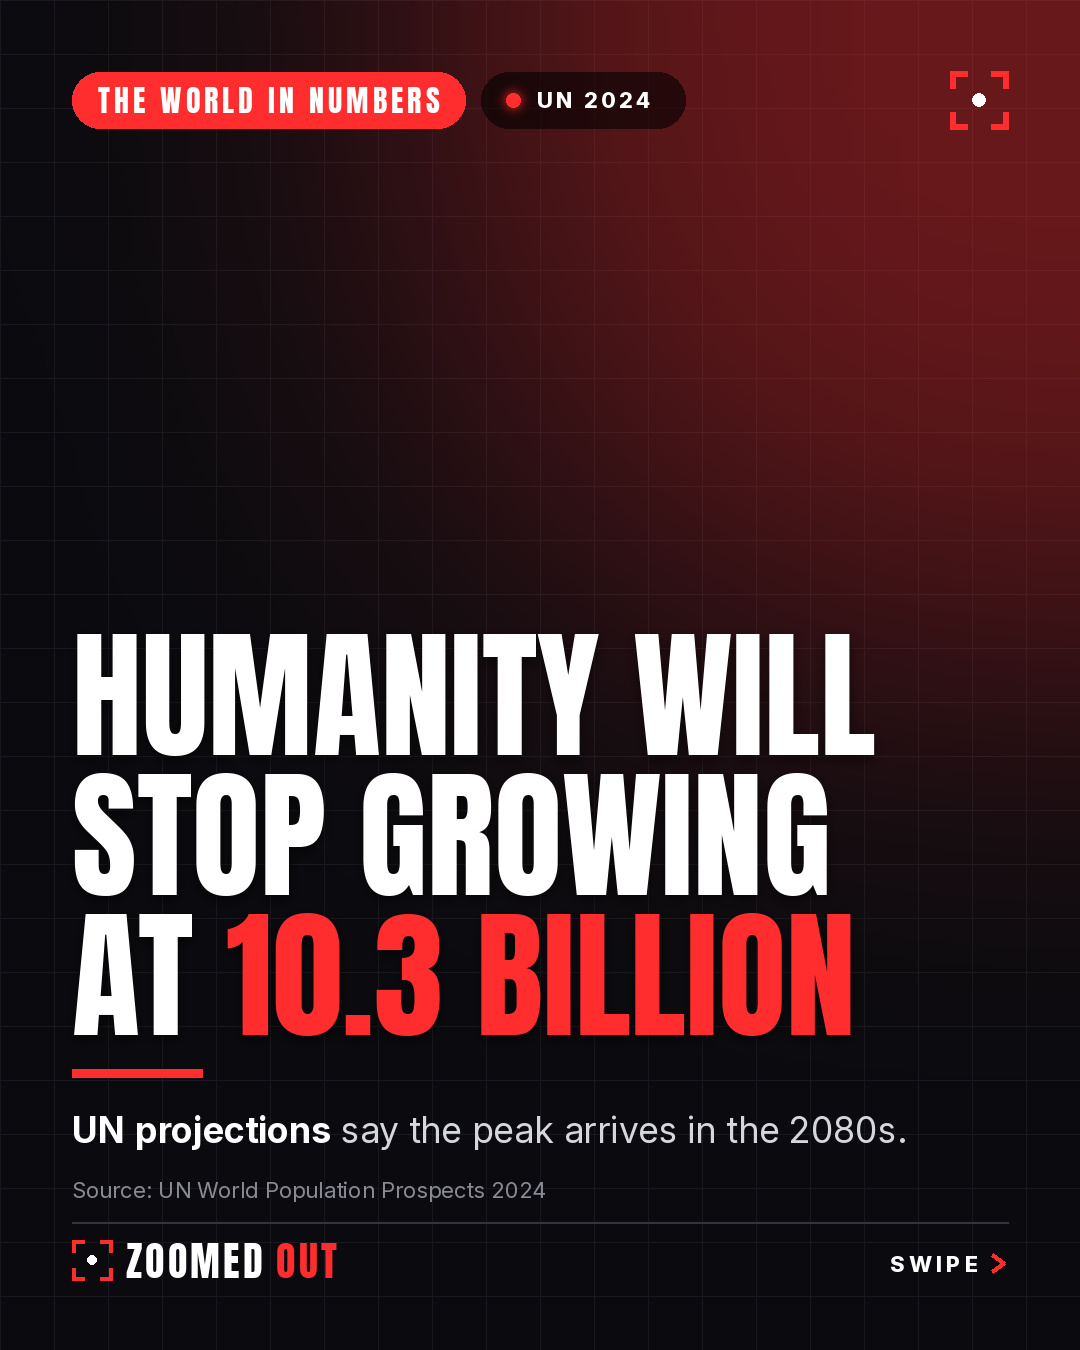 THE WORLD IN NUMBERS
UN 2024
HUMANITY WILL
STOP GROWING
AT 10.3 BILLION
UN projections say the peak arrives in the 2080s.
Source: UN World Population Prospects 2024
ZOOMED OUT
SWIPE